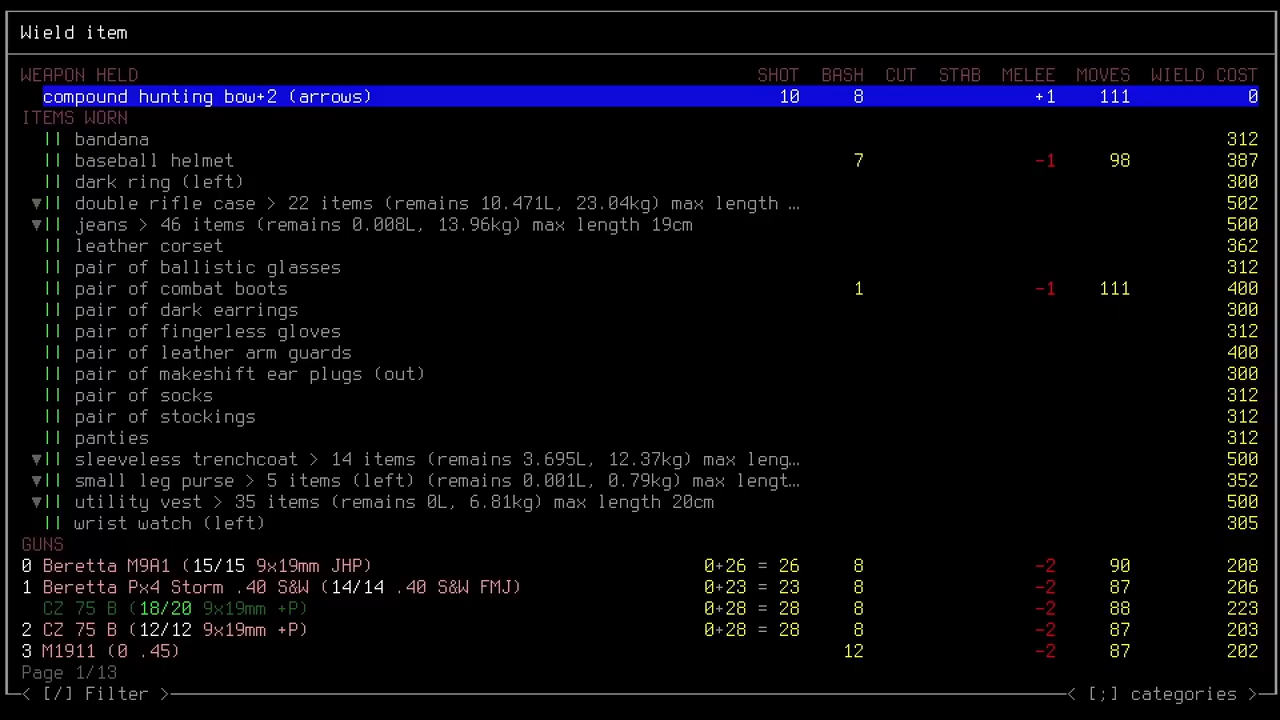 Wield item
WEAPON HELD SHOT BASH CUT STAB MELEE MOVES WIELD COST
compound hunting bow+2 (arrows) 10 8 +1 111 0
ITEMS WORN
|| bandana 312
|| baseball helmet 7 -1 98 387
|| dark ring (left) 300
▼|| double rifle case > 22 items (remains 10.471L, 23.04kg) max length … 502
▼|| jeans > 46 items (remains 0.008L, 13.96kg) max length 19cm 500
|| leather corset 362
|| pair of ballistic glasses 312
|| pair of combat boots 1 -1 111 400
|| pair of dark earrings 300
|| pair of fingerless gloves 312
|| pair of leather arm guards 400
|| pair of makeshift ear plugs (out) 300
|| pair of socks 312
|| pair of stockings 312
|| panties 312
▼|| sleeveless trenchcoat > 14 items (remains 3.695L, 12.37kg) max leng… 500
▼|| small leg purse > 5 items (left) (remains 0.001L, 0.79kg) max lengt… 352
▼|| utility vest > 35 items (remains 0L, 6.81kg) max length 20cm 500
|| wrist watch (left) 305
GUNS
0 Beretta M9A1 (15/15 9x19mm JHP) 0+26 = 26 8 -2 90 208
1 Beretta Px4 Storm .40 S&W (14/14 .40 S&W FMJ) 0+23 = 23 8 -2 87 206
CZ 75 B (18/20 9x19mm +P) 0+28 = 28 8 -2 88 223
2 CZ 75 B (12/12 9x19mm +P) 0+28 = 28 8 -2 87 203
3 M1911 (0 .45) 12 -2 87 202
Page 1/13
< [/] Filter > < [;] categories >